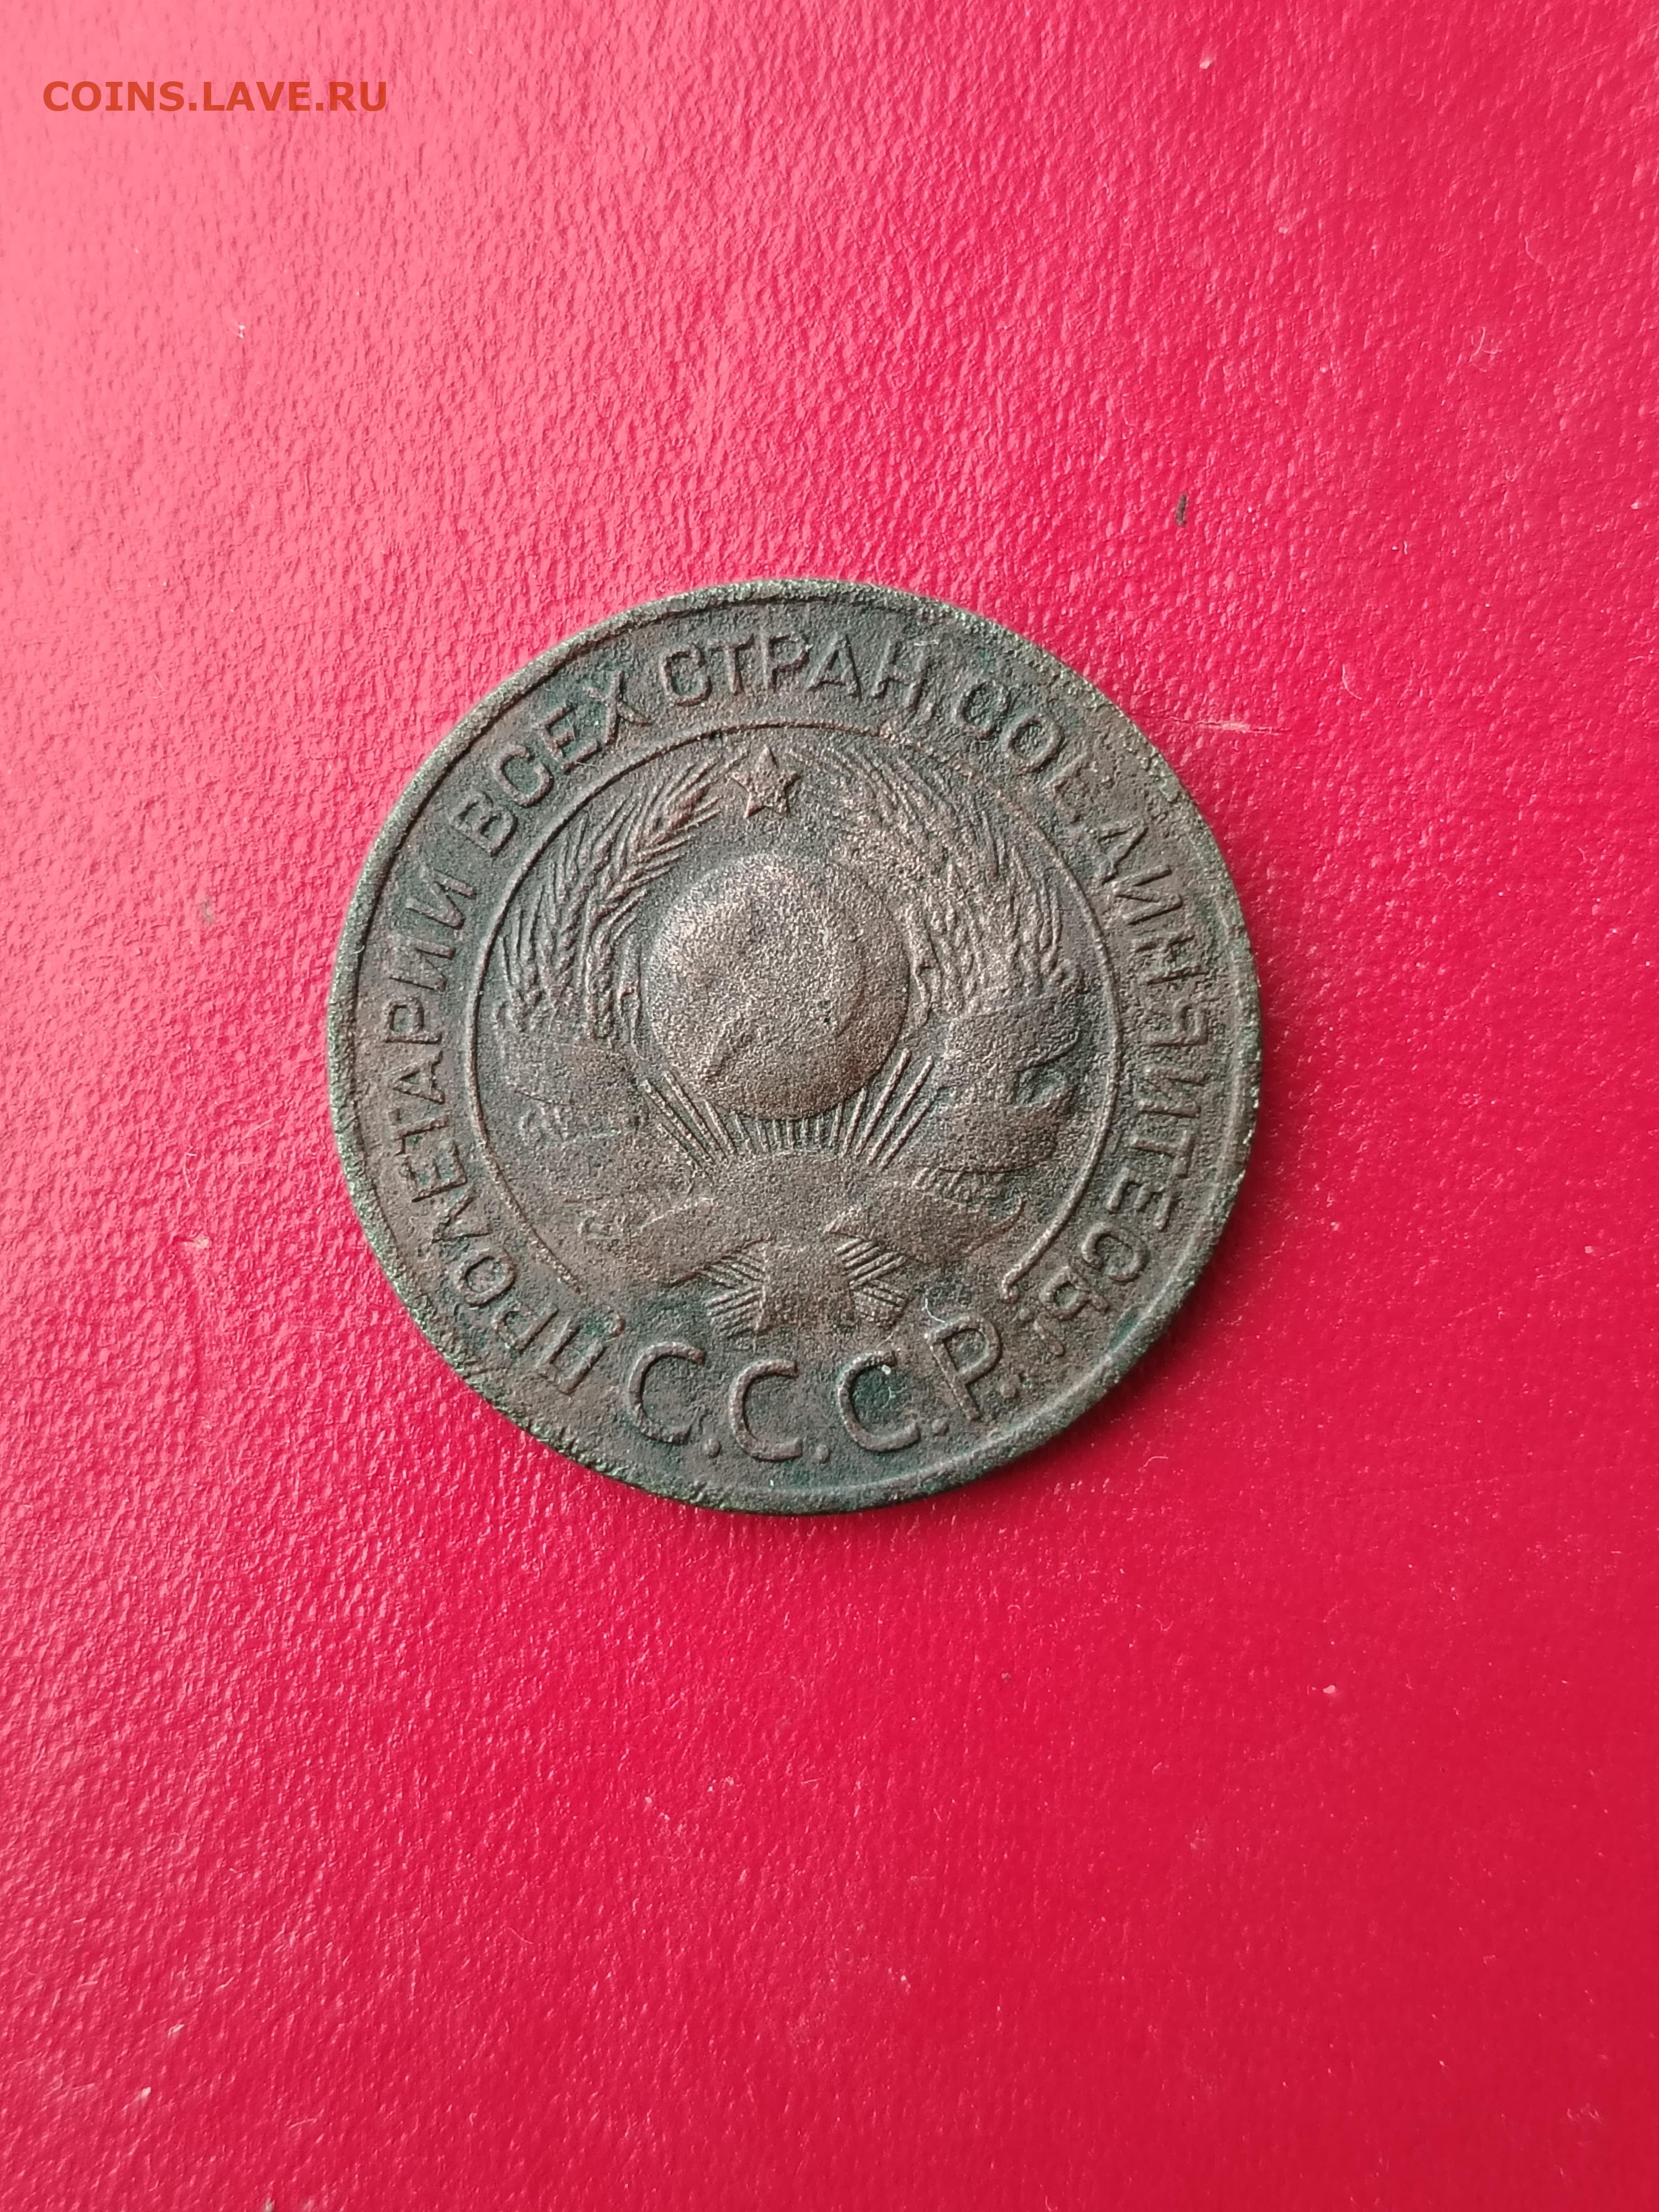 COINS.LAVE.RU
ПРОЛЕТАРИИ ВСЕХ СТРАН, СОЕДИНЯЙТЕСЬ!
С.С.С.Р.